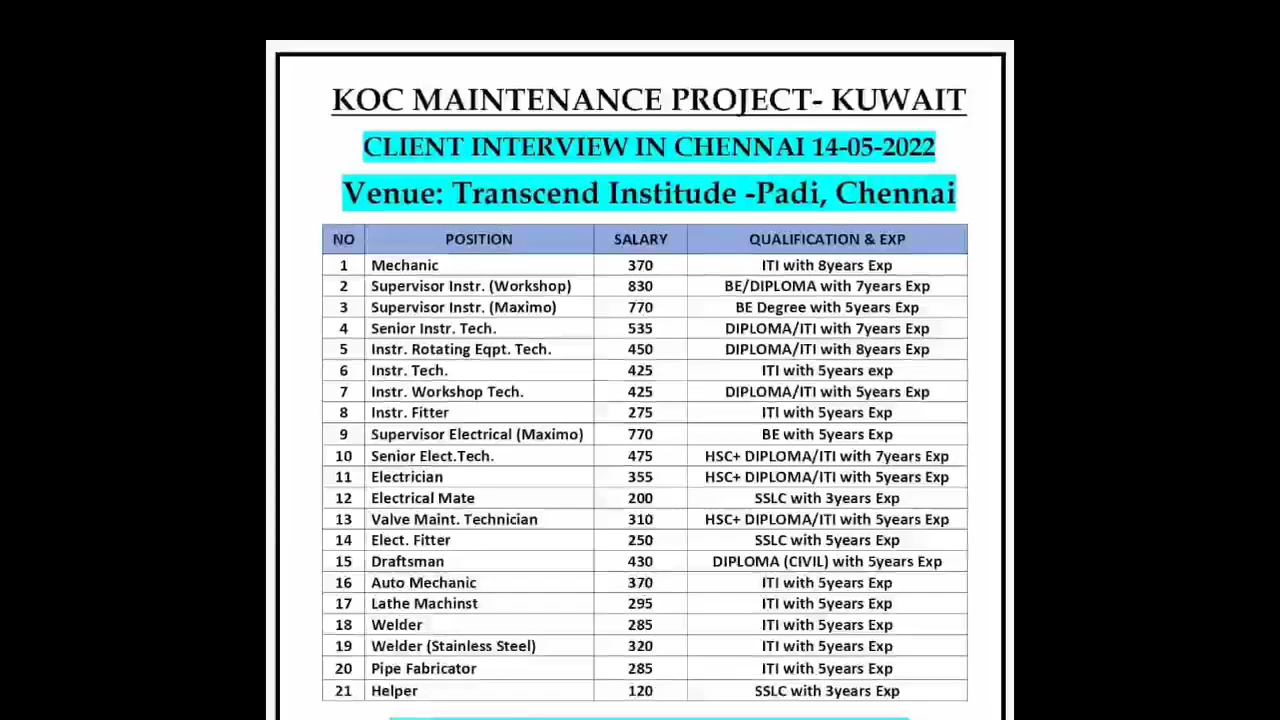 KOC MAINTENANCE PROJECT- KUWAIT
CLIENT INTERVIEW IN CHENNAI 14-05-2022
Venue: Transcend Institude -Padi, Chennai
NO POSITION SALARY QUALIFICATION & EXP
1 Mechanic 370 ITI with 8years Exp
2 Supervisor Instr. (Workshop) 830 BE/DIPLOMA with 7years Exp
3 Supervisor Instr. (Maximo) 770 BE Degree with 5years Exp
4 Senior Instr. Tech. 535 DIPLOMA/ITI with 7years Exp
5 Instr. Rotating Eqpt. Tech. 450 DIPLOMA/ITI with 8years Exp
6 Instr. Tech. 425 ITI with 5years exp
7 Instr. Workshop Tech. 425 DIPLOMA/ITI with 5years Exp
8 Instr. Fitter 275 ITI with 5years Exp
9 Supervisor Electrical (Maximo) 770 BE with 5years Exp
10 Senior Elect.Tech. 475 HSC+ DIPLOMA/ITI with 7years Exp
11 Electrician 355 HSC+ DIPLOMA/ITI with 5years Exp
12 Electrical Mate 200 SSLC with 3years Exp
13 Valve Maint. Technician 310 HSC+ DIPLOMA/ITI with 5years Exp
14 Elect. Fitter 250 SSLC with 5years Exp
15 Draftsman 430 DIPLOMA (CIVIL) with 5years Exp
16 Auto Mechanic 370 ITI with 5years Exp
17 Lathe Machinst 295 ITI with 5years Exp
18 Welder 285 ITI with 5years Exp
19 Welder (Stainless Steel) 320 ITI with 5years Exp
20 Pipe Fabricator 285 ITI with 5years Exp
21 Helper 120 SSLC with 3years Exp